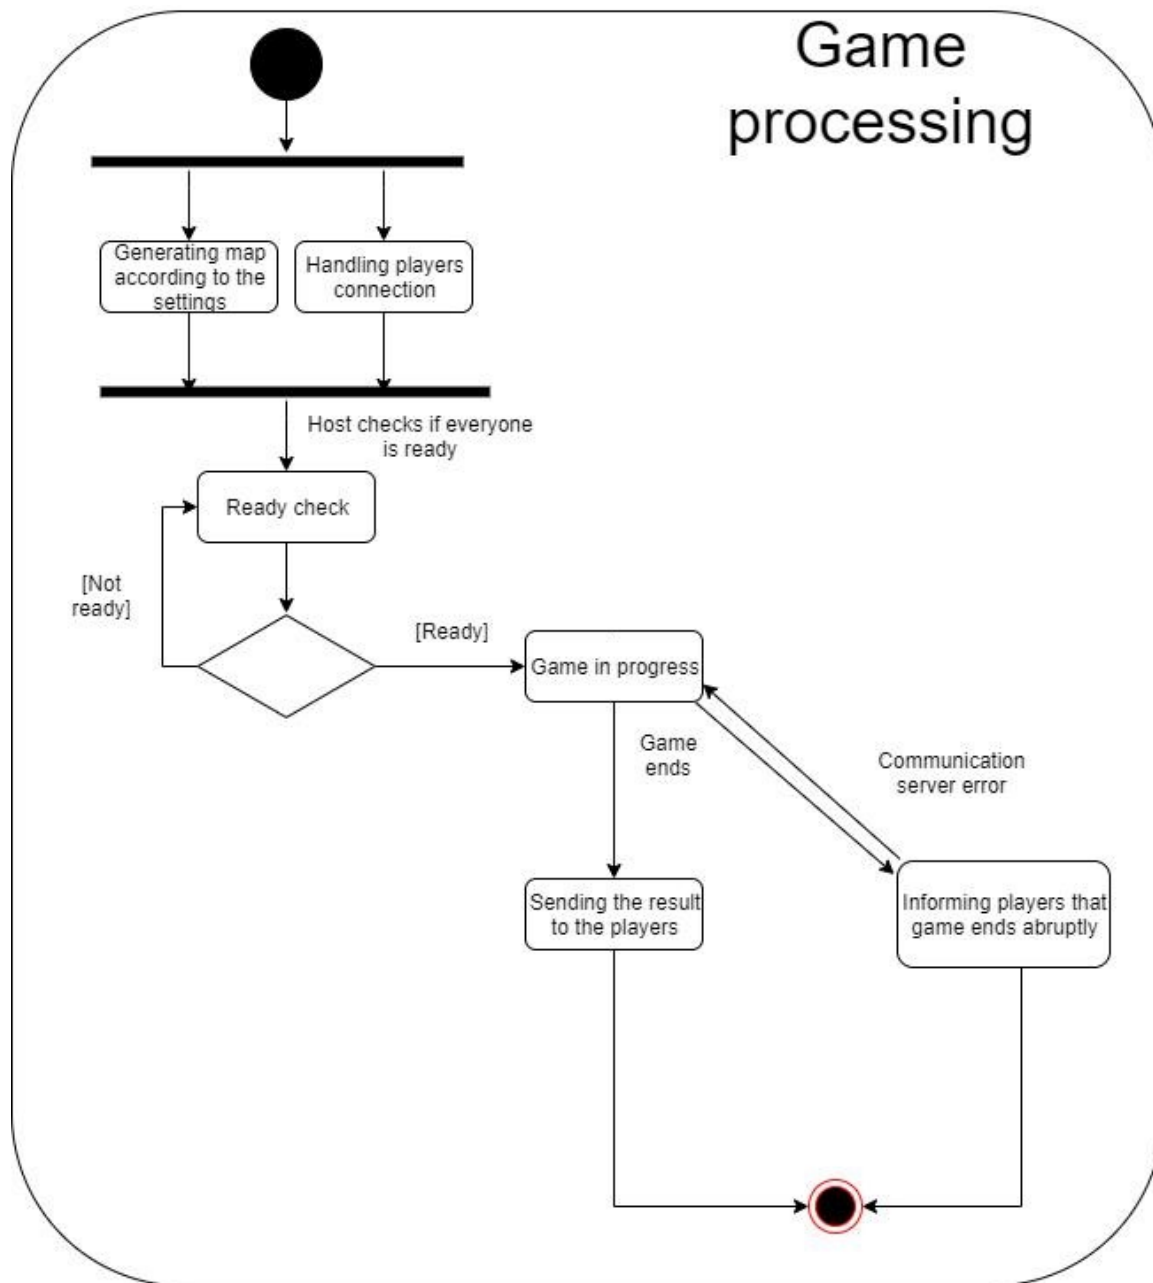 Game
processing
Generating map
according to the
settings
Handling players
connection
Host checks if everyone
is ready
Ready check
[Not
ready]
[Ready]
Game in progress
Game
ends
Communication
server error
Sending the result
to the players
Informing players that
game ends abruptly